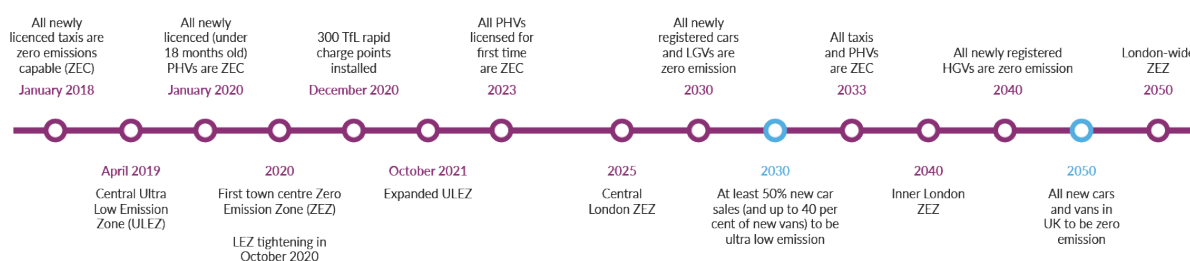 All newly
licenced taxis are
zero emissions
capable (ZEC)
January 2018
All newly
licenced (under
18 months old)
PHVs are ZEC
January 2020
300 TfL rapid
charge points
installed
December 2020
All PHVs
licensed for
first time
are ZEC
2023
All newly
registered cars
and LGVs are
zero emission
2030
All taxis
and PHVs
are ZEC
2033
All newly registered
HGVs are zero emission
2040
London-wide
ZEZ
2050
April 2019
Central Ultra
Low Emission
Zone (ULEZ)
2020
First town centre Zero
Emission Zone (ZEZ)
LEZ tightening in
October 2020
October 2021
Expanded ULEZ
2025
Central
London ZEZ
2030
At least 50% new car
sales (and up to 40 per
cent of new vans) to be
ultra low emission
2040
Inner London
ZEZ
2050
All new cars
and vans in
UK to be zero
emission